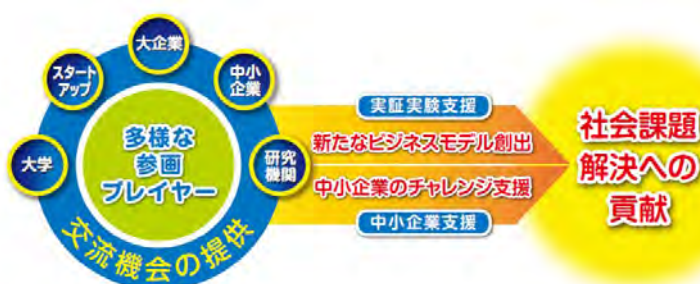 大企業
スタート
アップ
中小
企業
大学
研究
機関
多様な
参画
プレイヤー
交流機会の提供
実証実験支援
新たなビジネスモデル創出
中小企業のチャレンジ支援
中小企業支援
社会課題
解決への
貢献